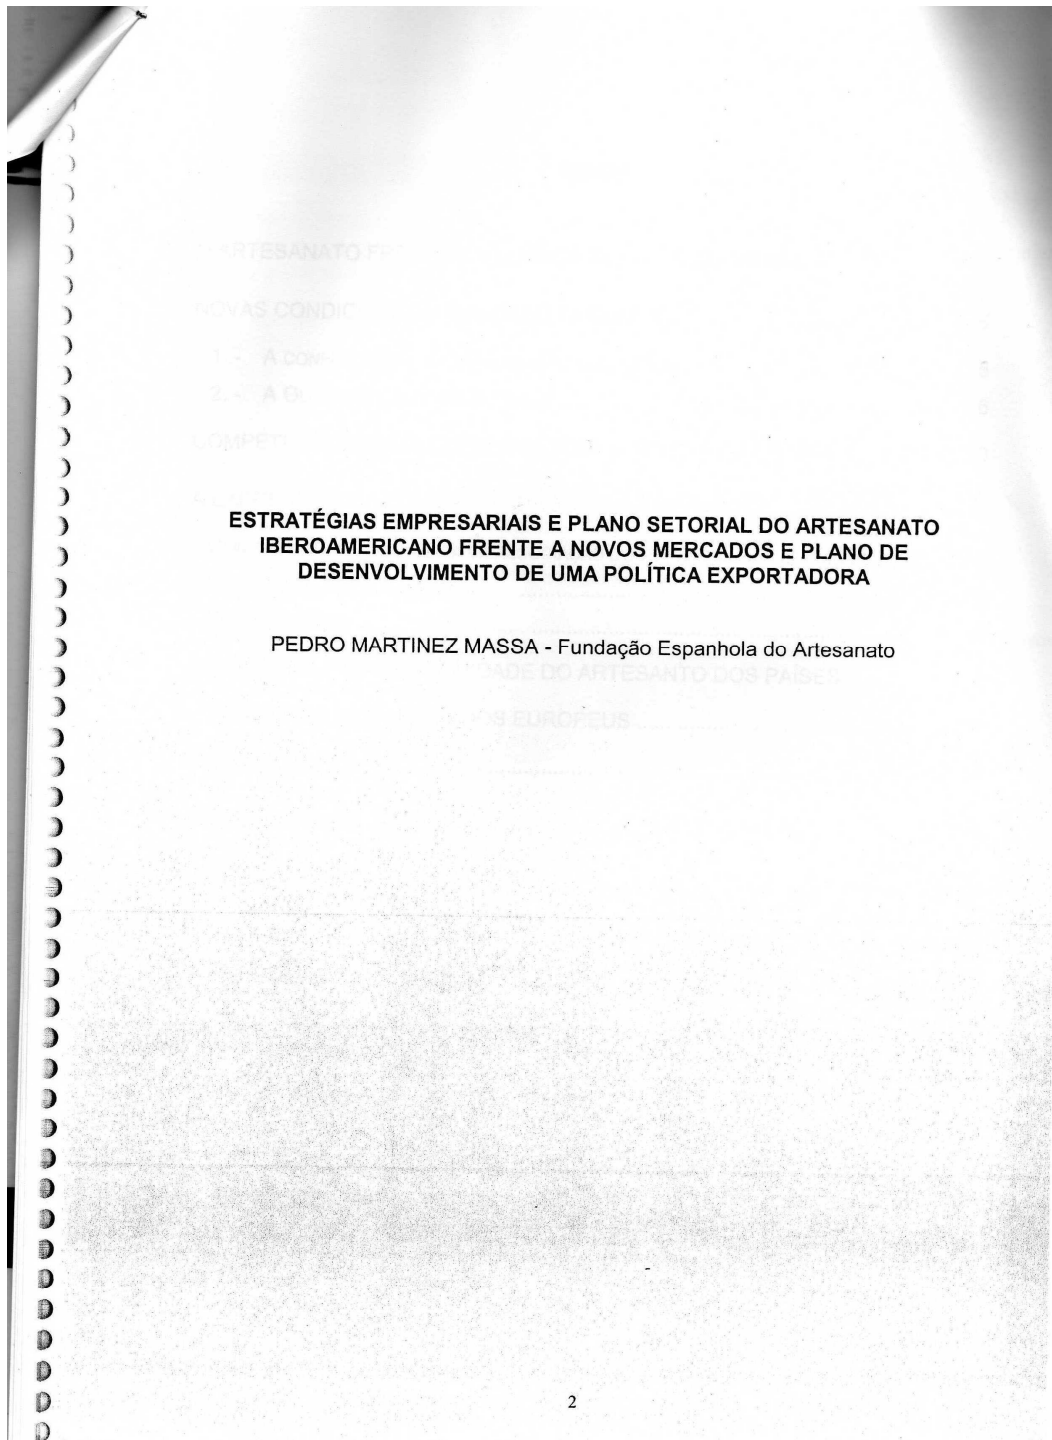 ESTRATÉGIAS EMPRESARIAIS E PLANO SETORIAL DO ARTESANATO
IBEROAMERICANO FRENTE A NOVOS MERCADOS E PLANO DE
DESENVOLVIMENTO DE UMA POLÍTICA EXPORTADORA
PEDRO MARTINEZ MASSA - Fundação Espanhola do Artesanato
2